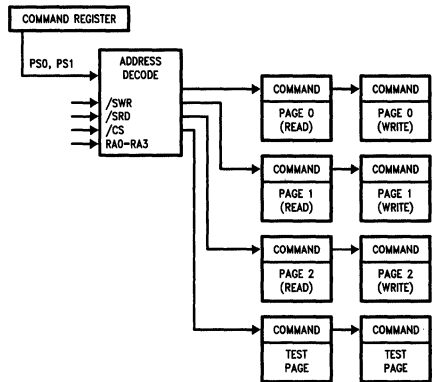 COMMAND REGISTER
PS0, PS1
ADDRESS
DECODE
/SWR
/SRD
/CS
RA0-RA3
COMMAND
PAGE 0
(READ)
COMMAND
PAGE 0
(WRITE)
COMMAND
PAGE 1
(READ)
COMMAND
PAGE 1
(WRITE)
COMMAND
PAGE 2
(READ)
COMMAND
PAGE 2
(WRITE)
COMMAND
TEST
PAGE
COMMAND
TEST
PAGE